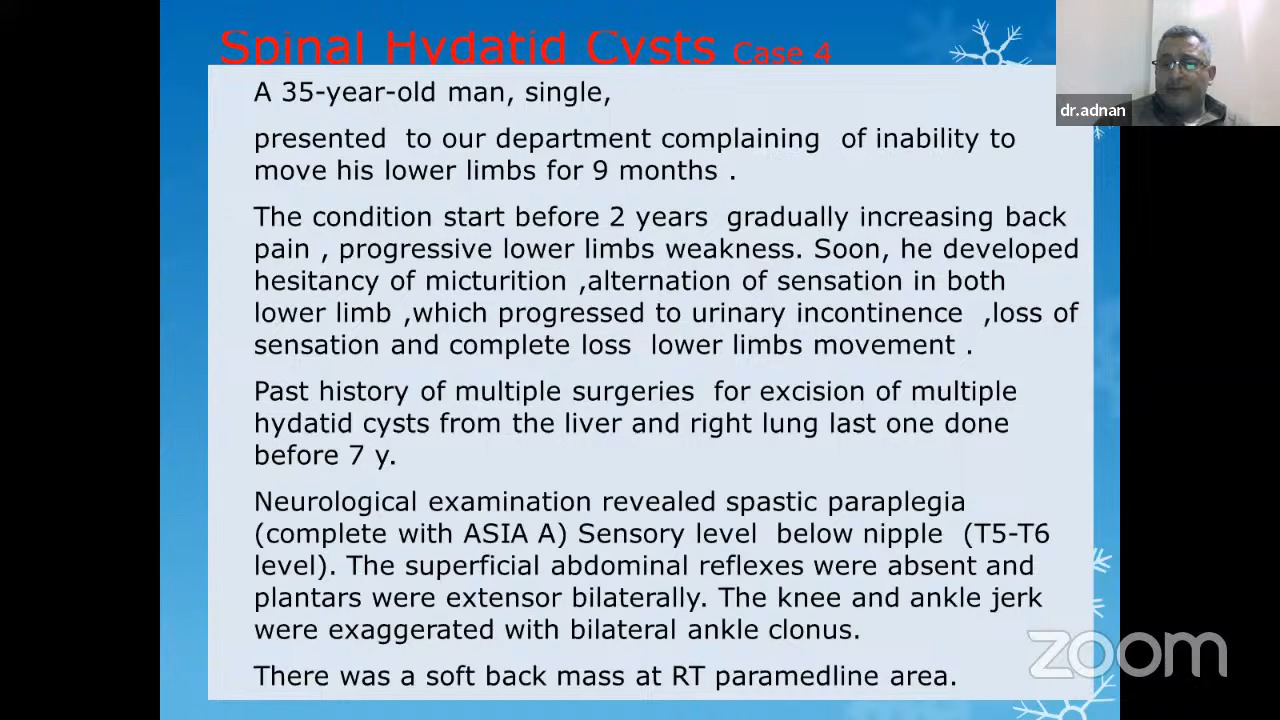 Spinal Hydatid Cysts Case 4
A 35-year-old man, single,
presented to our department complaining of inability to
move his lower limbs for 9 months .
The condition start before 2 years gradually increasing back
pain , progressive lower limbs weakness. Soon, he developed
hesitancy of micturition ,alternation of sensation in both
lower limb ,which progressed to urinary incontinence ,loss of
sensation and complete loss lower limbs movement .
Past history of multiple surgeries for excision of multiple
hydatid cysts from the liver and right lung last one done
before 7 y.
Neurological examination revealed spastic paraplegia
(complete with ASIA A) Sensory level below nipple (T5-T6
level). The superficial abdominal reflexes were absent and
plantars were extensor bilaterally. The knee and ankle jerk
were exaggerated with bilateral ankle clonus.
There was a soft back mass at RT paramedline area.
dr.adnan
zoom